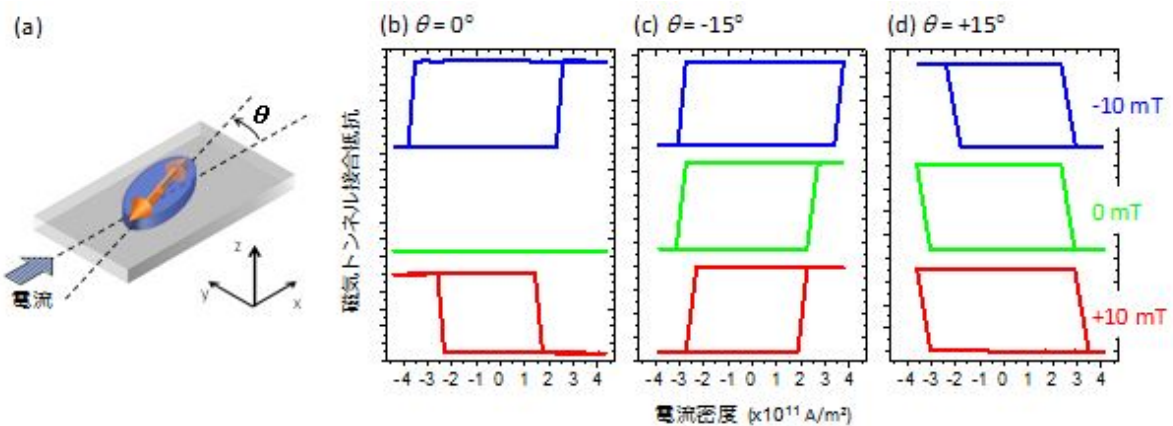 (a)
θ
z
y
x
電流
(b) θ = 0°
(c) θ = -15°
(d) θ = +15°
磁気トンネル接合抵抗
-10 mT
0 mT
+10 mT
-4 -3 -2 -1 0 1 2 3 4
-4 -3 -2 -1 0 1 2 3 4
-4 -3 -2 -1 0 1 2 3 4
電流密度 (x10¹¹ A/m²)